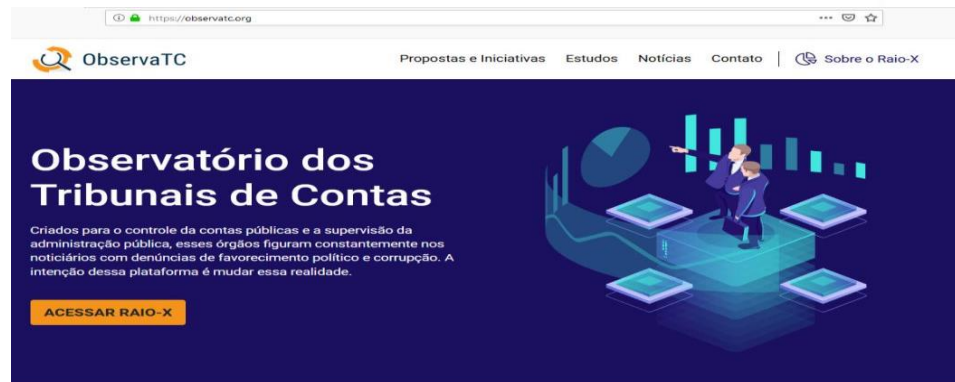 https://observatc.org
ObservaTC
Propostas e Iniciativas Estudos Notícias Contato Sobre o Raio-X
Observatório dos
Tribunais de Contas
Criados para o controle da contas públicas e a supervisão da
administração pública, esses órgãos figuram constantemente nos
noticiários com denúncias de favorecimento político e corrupção. A
intenção dessa plataforma é mudar essa realidade.
ACESSAR RAIO-X